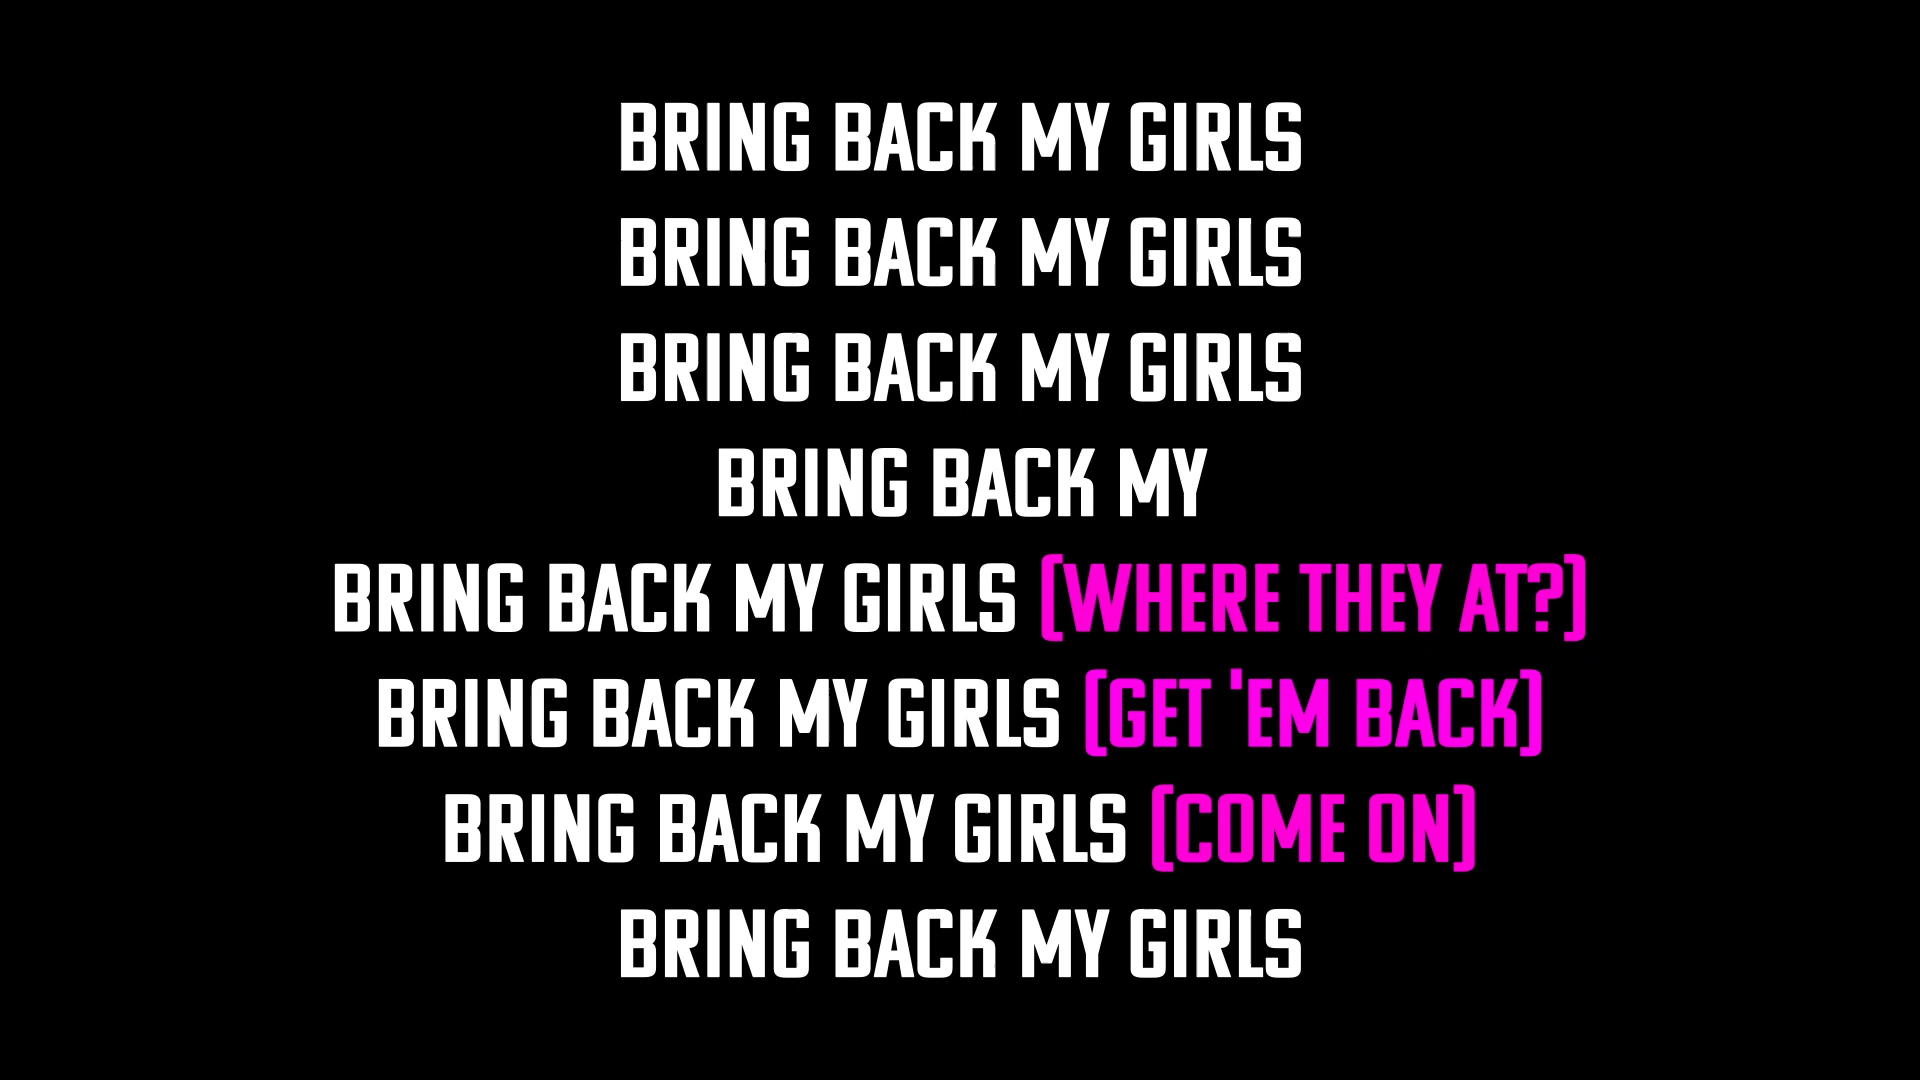 BRING BACK MY GIRLS
BRING BACK MY GIRLS
BRING BACK MY GIRLS
BRING BACK MY
BRING BACK MY GIRLS (WHERE THEY AT?)
BRING BACK MY GIRLS (GET 'EM BACK)
BRING BACK MY GIRLS (COME ON)
BRING BACK MY GIRLS